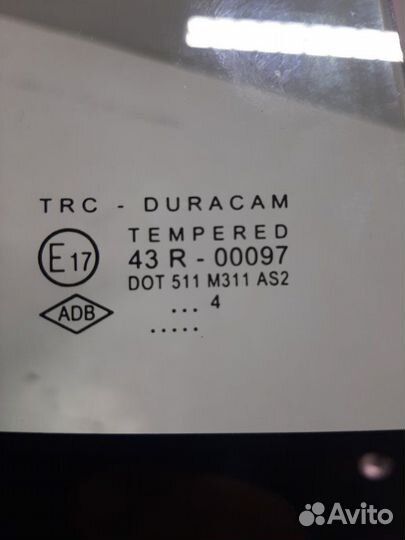 TRC - DURACAM
TEMPERED
E17 43 R - 00097
DOT 511 M311 AS2
ADB ... 4
.....
Avito